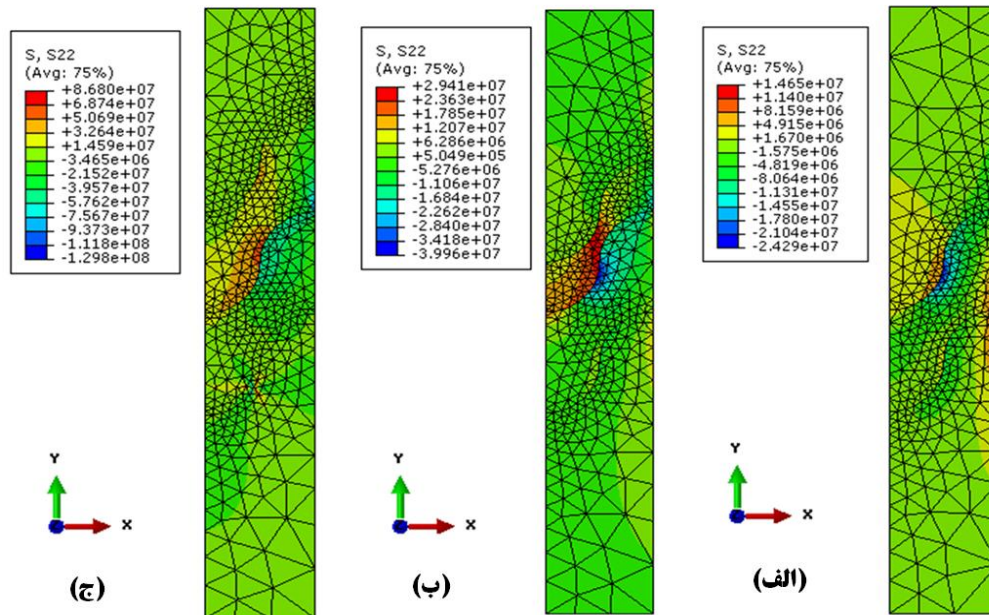 S, S22
(Avg: 75%)
+8.680e+07
+6.874e+07
+5.069e+07
+3.264e+07
+1.459e+07
-3.465e+06
-2.152e+07
-3.957e+07
-5.762e+07
-7.567e+07
-9.373e+07
-1.118e+08
-1.298e+08
Y
X
(ج)
S, S22
(Avg: 75%)
+2.941e+07
+2.363e+07
+1.785e+07
+1.207e+07
+6.286e+06
+5.049e+05
-5.276e+06
-1.106e+07
-1.684e+07
-2.262e+07
-2.840e+07
-3.418e+07
-3.996e+07
Y
X
(ب)
S, S22
(Avg: 75%)
+1.465e+07
+1.140e+07
+8.159e+06
+4.915e+06
+1.670e+06
-1.575e+06
-4.819e+06
-8.064e+06
-1.131e+07
-1.455e+07
-1.780e+07
-2.104e+07
-2.429e+07
Y
X
(الف)